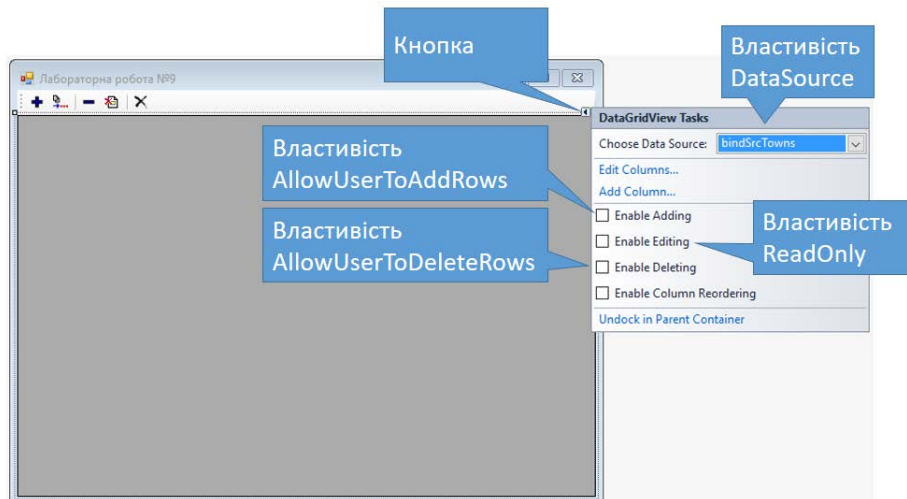 Кнопка
Властивість
DataSource
Лабораторна робота №9
DataGridView Tasks
Choose Data Source: bindSrcTowns
Edit Columns...
Add Column...
Властивість
AllowUserToAddRows
Enable Adding
Властивість
AllowUserToDeleteRows
Enable Editing
Властивість
ReadOnly
Enable Deleting
Enable Column Reordering
Undock in Parent Container